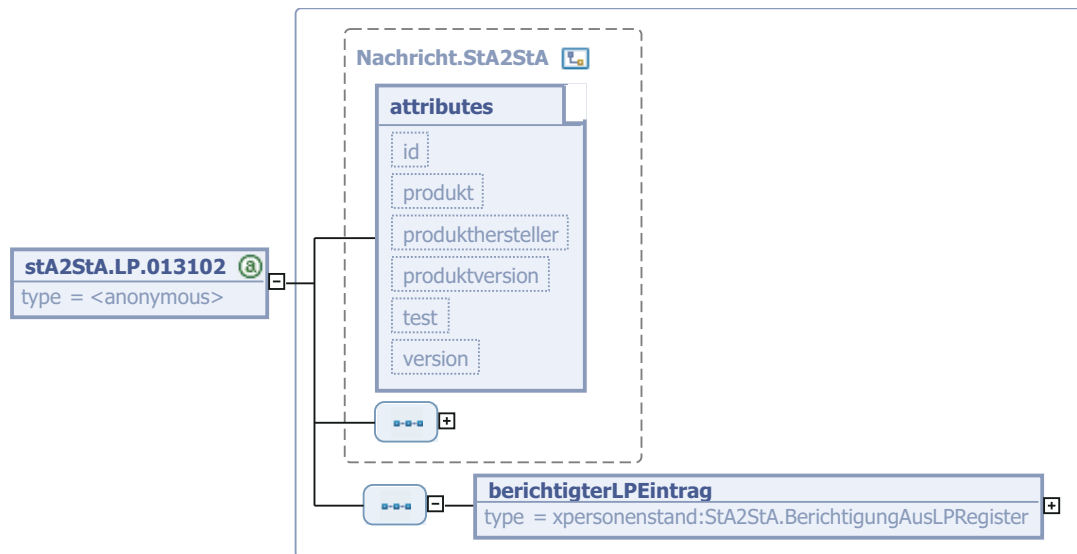 Nachricht.StA2StA
attributes
id
produkt
produkthersteller
produktversion
test
version
stA2StA.LP.013102 @
type = <anonymous>
berichtigterLPEintrag
type = xpersonenstand:StA2StA.BerichtigungAusLPRegister